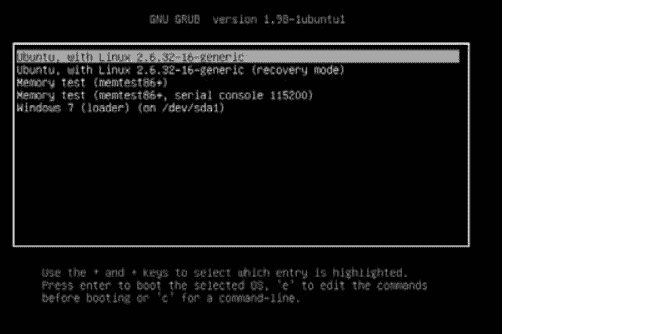 GNU GRUB version 1.98-1ubuntu1
Ubuntu, with Linux 2.6.32-16-generic
Ubuntu, with Linux 2.6.32-16-generic (recovery mode)
Memory test (memtest86+)
Memory test (memtest86+, serial console 115200)
Windows 7 (loader) (on /dev/sda1)
Use the ↑ and ↓ keys to select which entry is highlighted.
Press enter to boot the selected OS, 'e' to edit the commands
before booting or 'c' for a command-line.